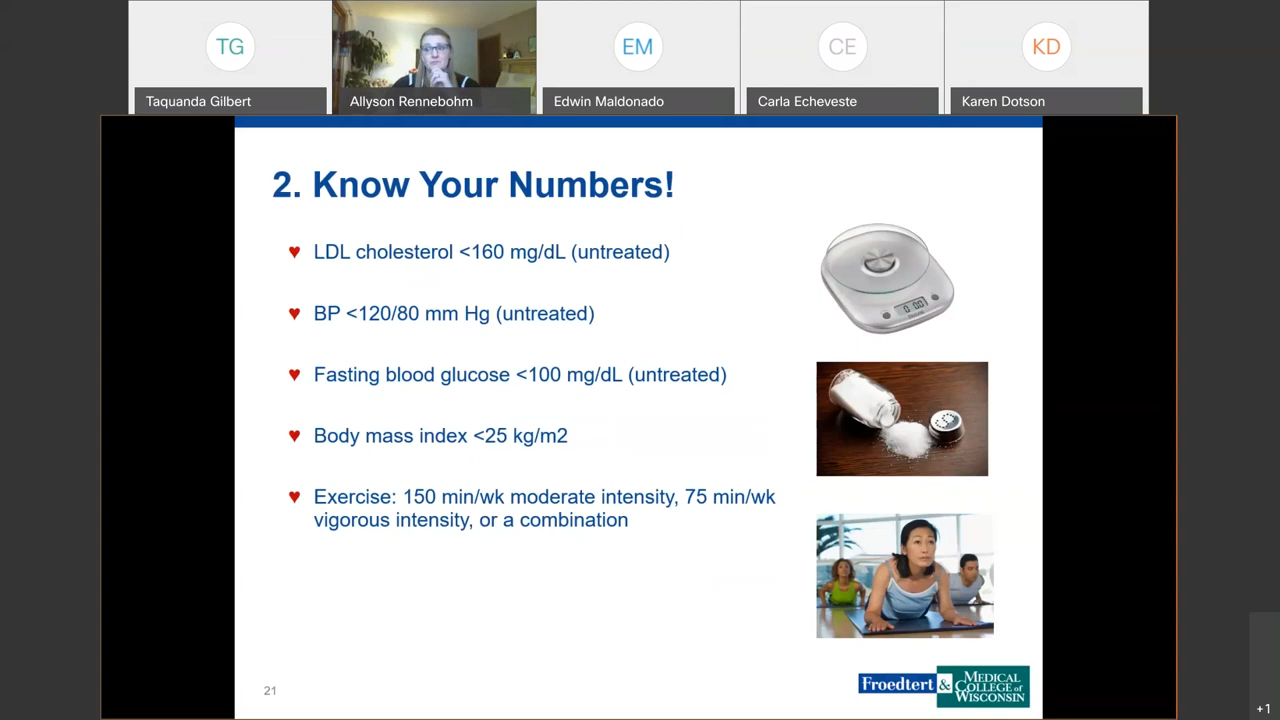 TG
EM
CE
KD
Taquanda Gilbert
Allyson Rennebohm
Edwin Maldonado
Carla Echeveste
Karen Dotson
2. Know Your Numbers!
♥ LDL cholesterol <160 mg/dL (untreated)
♥ BP <120/80 mm Hg (untreated)
♥ Fasting blood glucose <100 mg/dL (untreated)
♥ Body mass index <25 kg/m2
♥ Exercise: 150 min/wk moderate intensity, 75 min/wk
vigorous intensity, or a combination
21
Froedtert & MEDICAL
COLLEGE of
WISCONSIN
+1